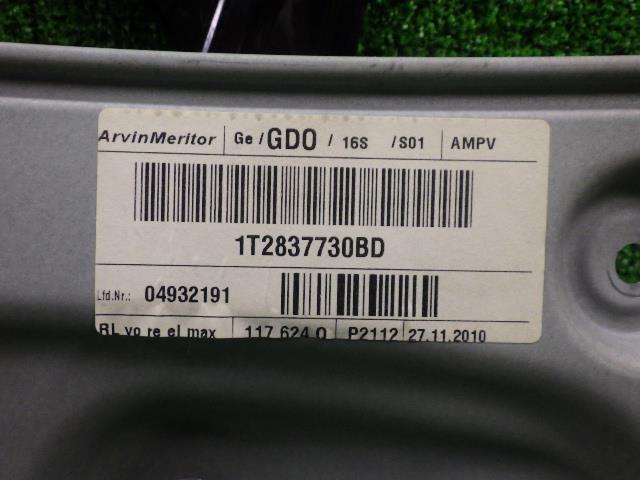 ArvinMeritor Ge / GDO / 16S / S01 AMPV
1T2837730BD
Lfd.Nr.: 04932191
RL vo re el max 117 624 0 P2112 27.11.2010